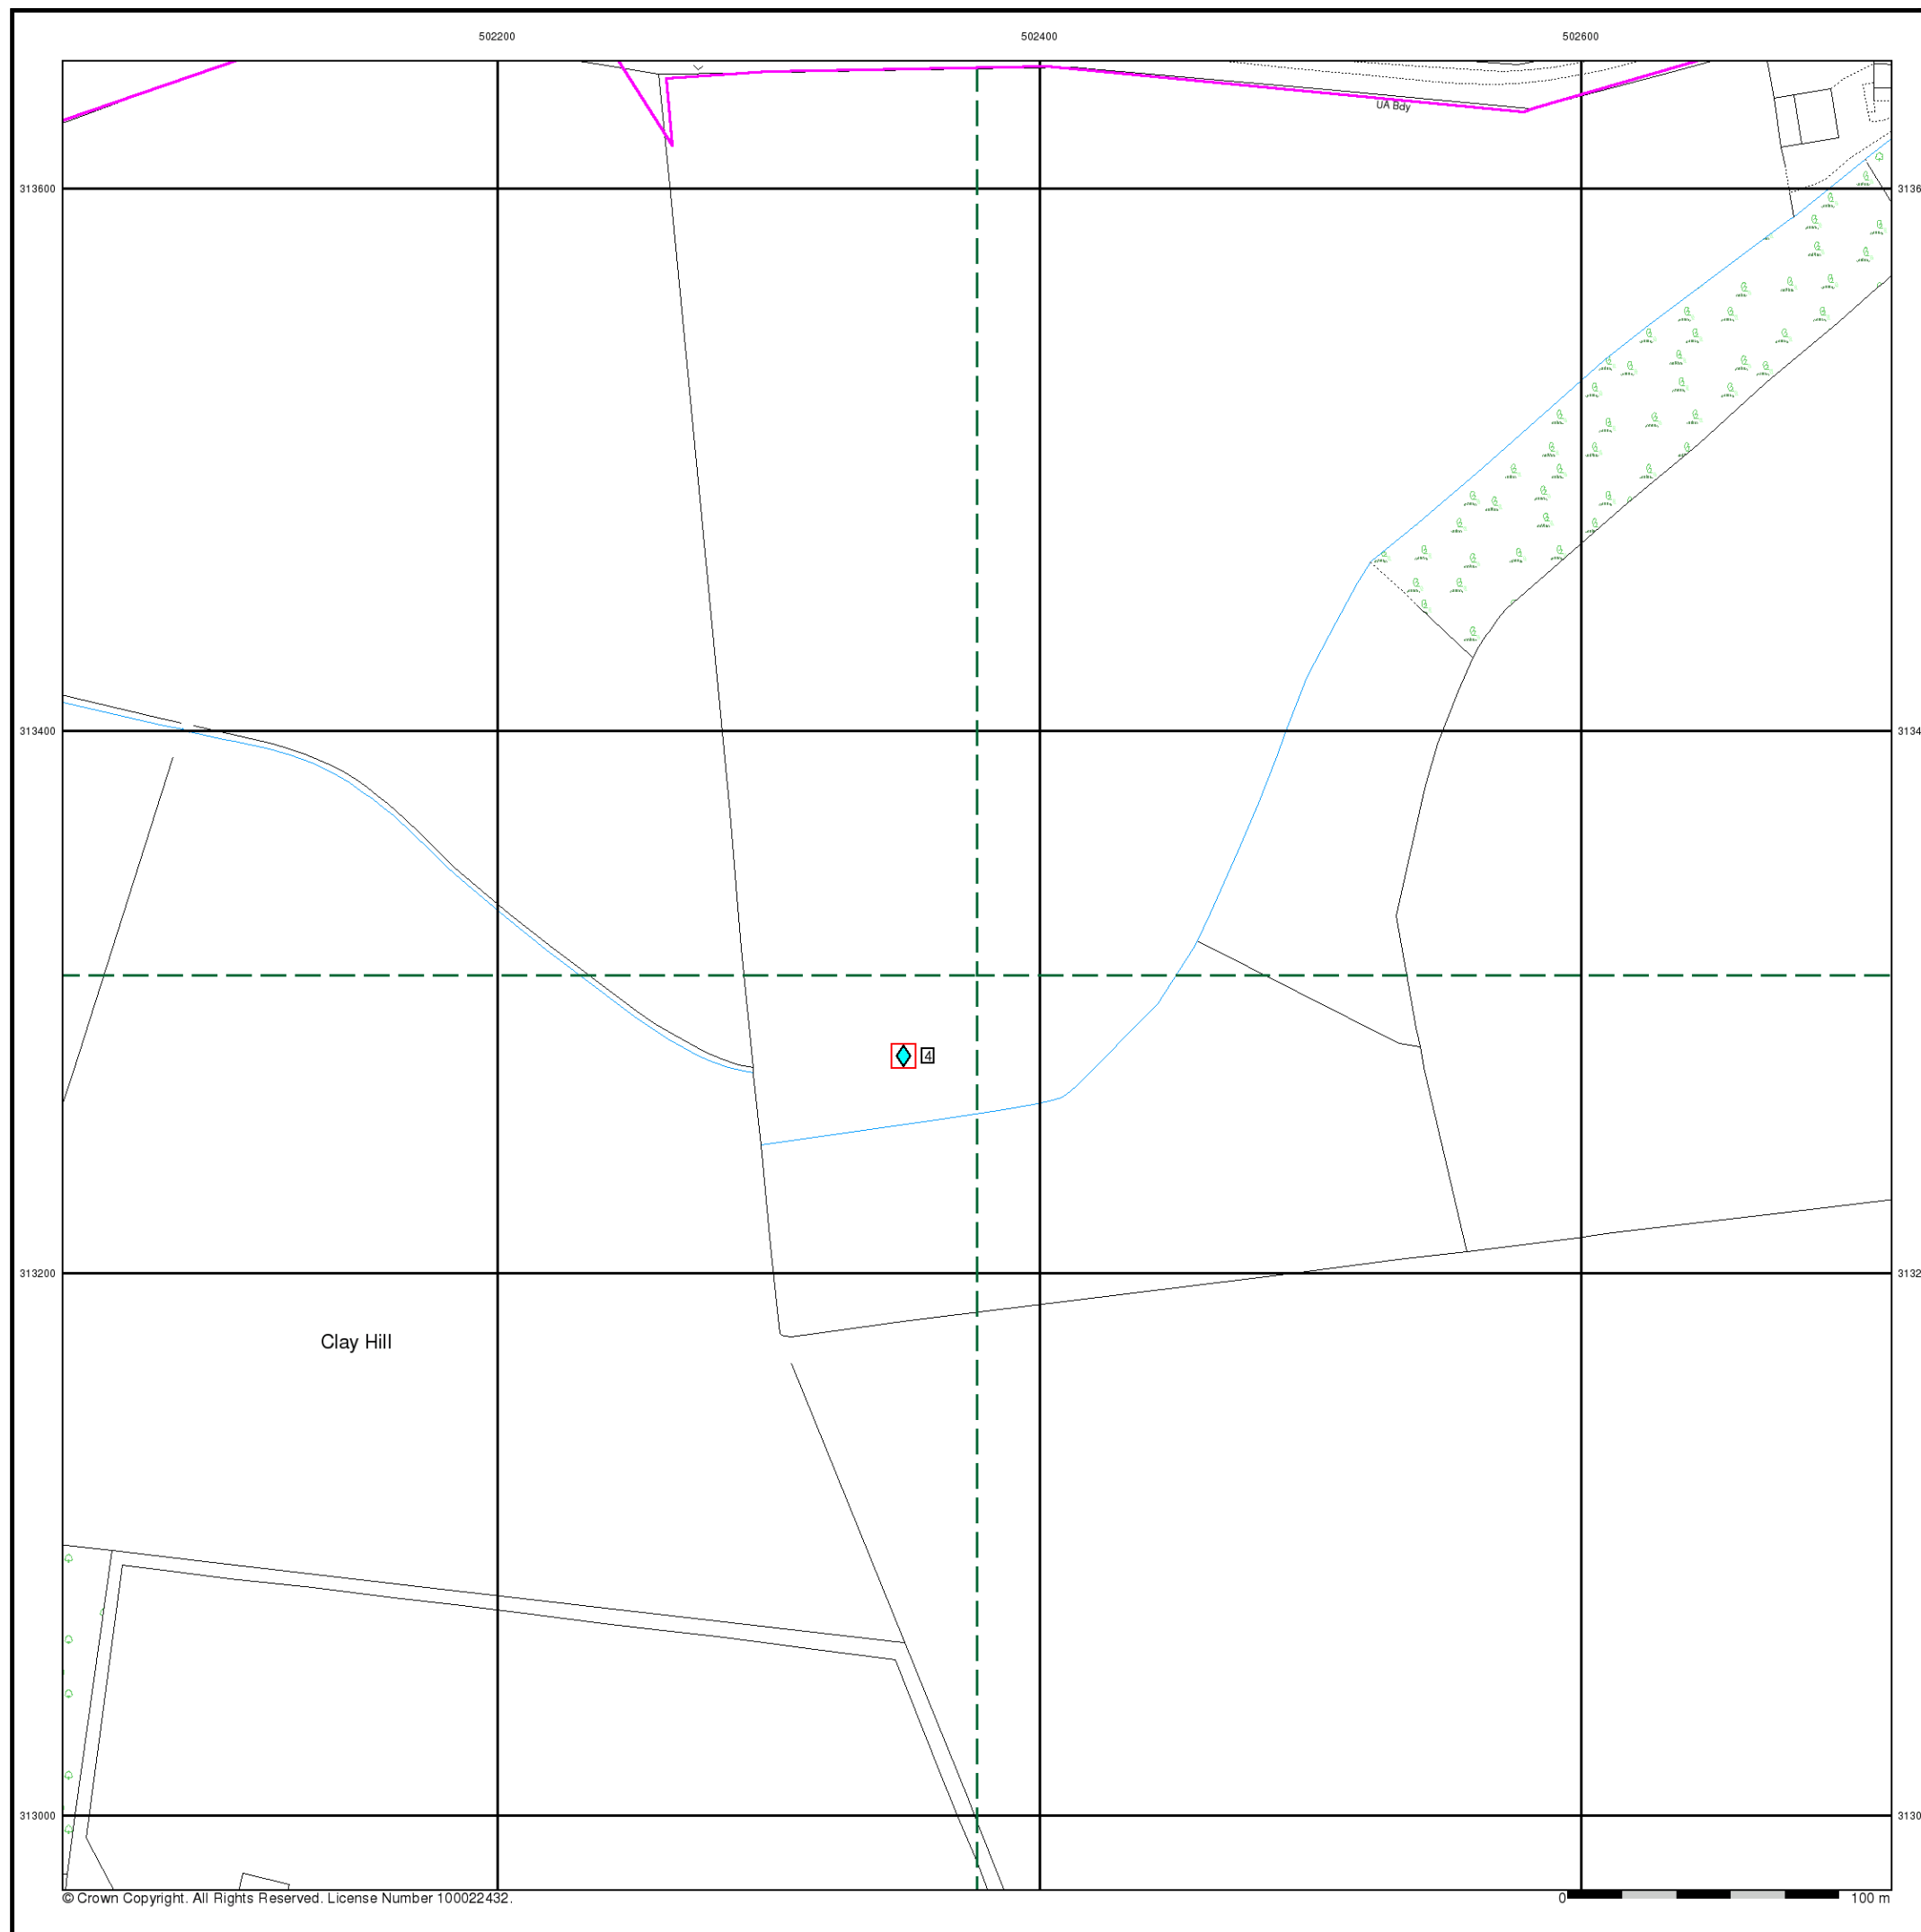 502200 502400 502600
UA Bdy
313600 3136
313400 3134
4
313200 3132
Clay Hill
313000 3130
© Crown Copyright. All Rights Reserved. License Number 100022432.
0 100 m